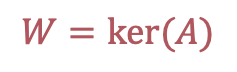 W = ker(A)